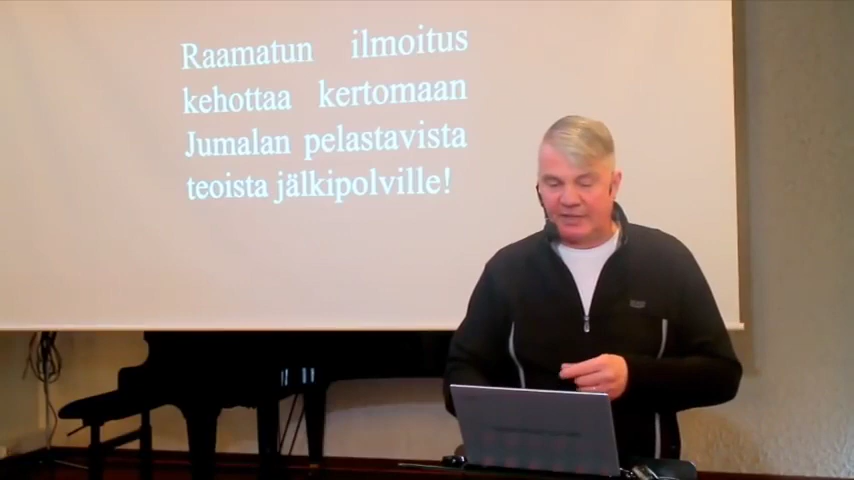 Raamatun ilmoitus
kehottaa kertomaan
Jumalan pelastavista
teoista jälkipolville!